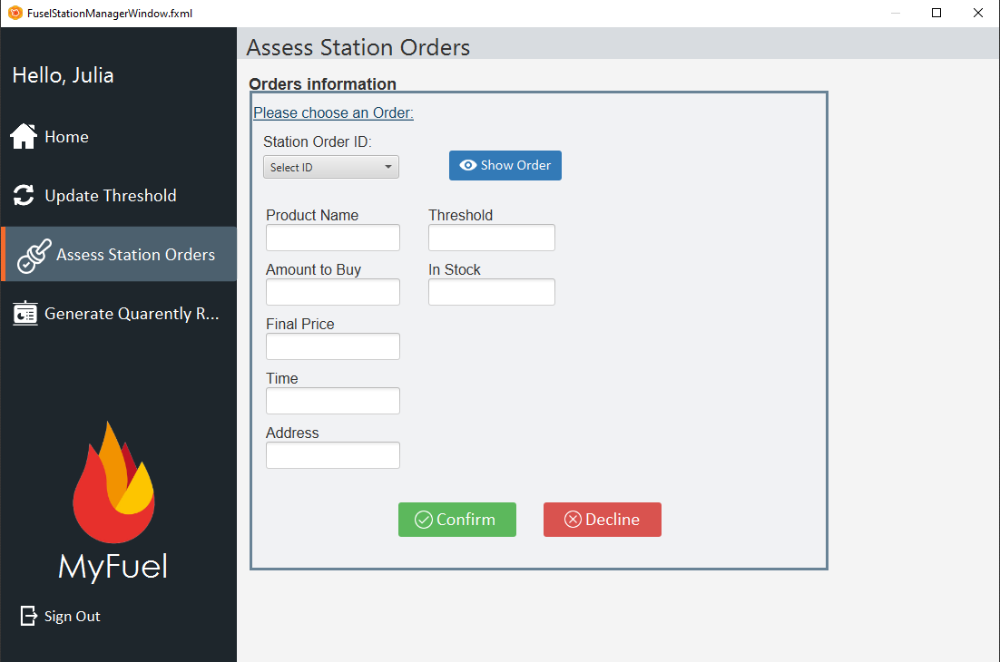 FuselStationManagerWindow.fxml
Hello, Julia
Home
Update Threshold
Assess Station Orders
Generate Quarently R...
MyFuel
Sign Out
Assess Station Orders
Orders information
Please choose an Order:
Station Order ID:
Select ID
Show Order
Product Name
Threshold
Amount to Buy
In Stock
Final Price
Time
Address
Confirm
Decline